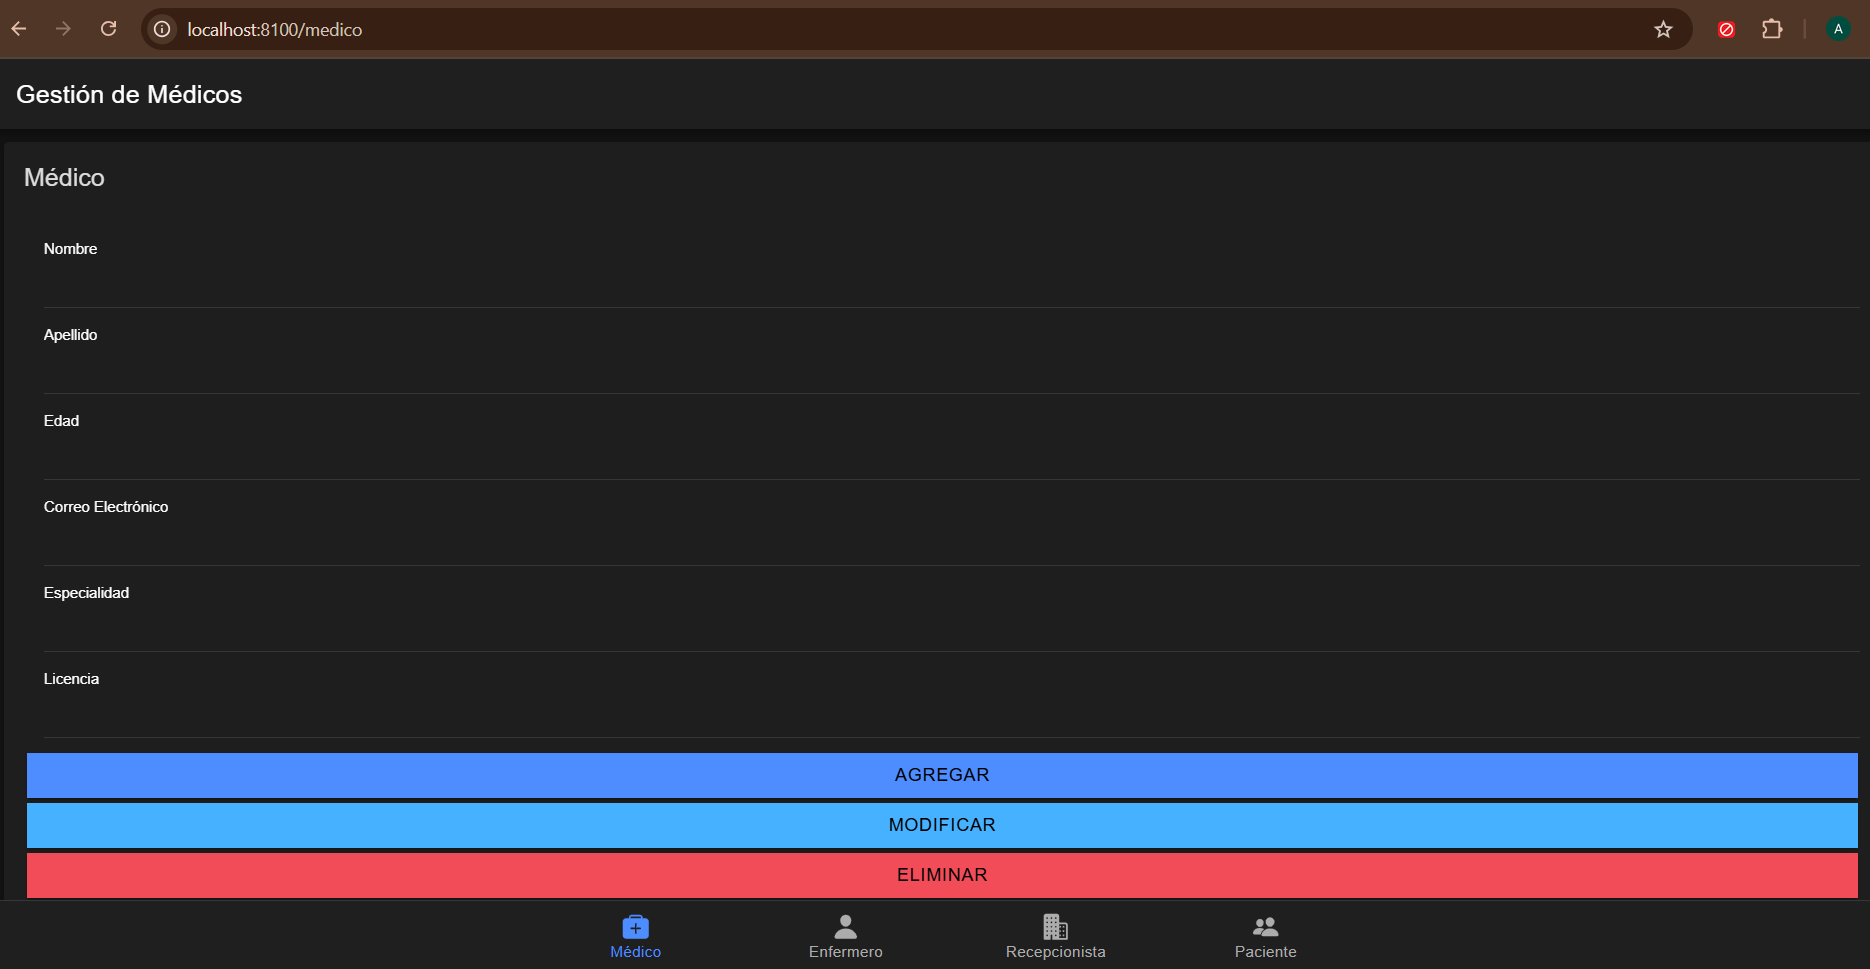 localhost:8100/medico
A
Gestión de Médicos
Médico
Nombre
Apellido
Edad
Correo Electrónico
Especialidad
Licencia
AGREGAR
MODIFICAR
ELIMINAR
Médico
Enfermero
Recepcionista
Paciente